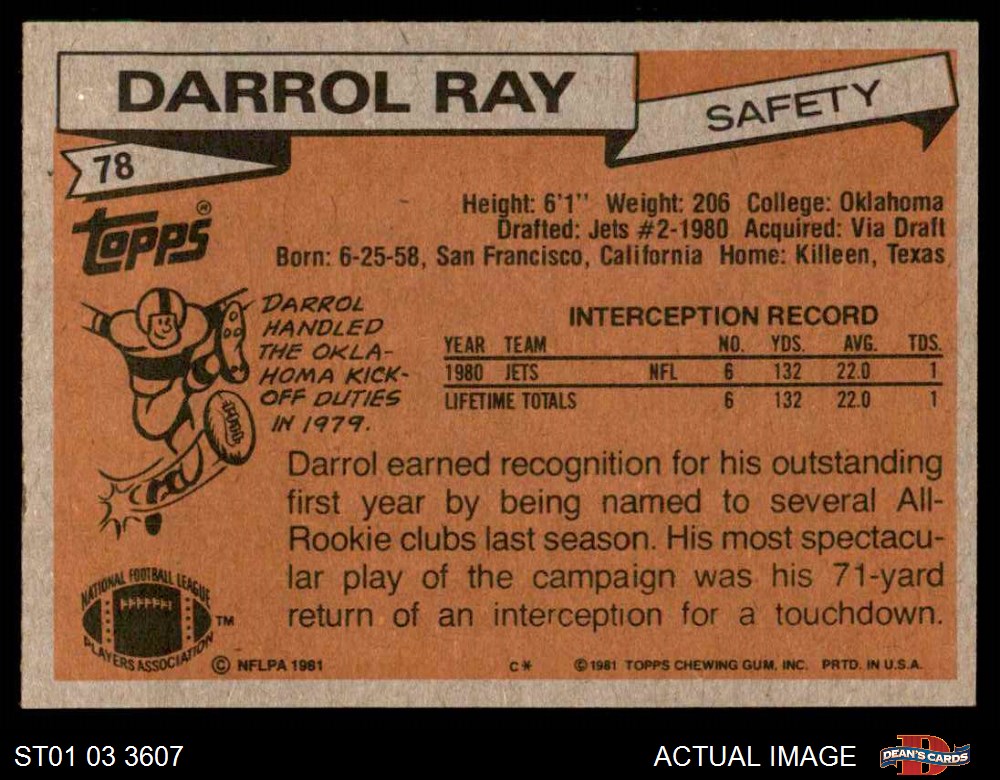 DARROL RAY
SAFETY
78
Topps®
Height: 6'1'' Weight: 206 College: Oklahoma
Drafted: Jets #2-1980 Acquired: Via Draft
Born: 6-25-58, San Francisco, California Home: Killeen, Texas
DARROL
HANDLED
THE OKLA-
HOMA KICK-
OFF DUTIES
IN 1979.
INTERCEPTION RECORD
YEAR TEAM NO. YDS. AVG. TDS.
1980 JETS NFL 6 132 22.0 1
LIFETIME TOTALS 6 132 22.0 1
Darrol earned recognition for his outstanding
first year by being named to several All-
Rookie clubs last season. His most spectacu-
lar play of the campaign was his 71-yard
return of an interception for a touchdown.
NATIONAL FOOTBALL LEAGUE
PLAYERS ASSOCIATION
TM
© NFLPA 1981
C* © 1981 TOPPS CHEWING GUM, INC. PRTD. IN U.S.A.
ST01 03 3607
ACTUAL IMAGE
D
DEAN'S CARDS